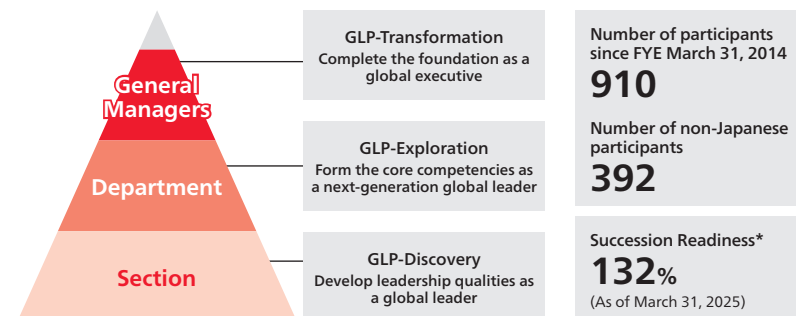 General
Managers
Department
Section
GLP-Transformation
Complete the foundation as a
global executive
GLP-Exploration
Form the core competencies as
a next-generation global leader
GLP-Discovery
Develop leadership qualities as
a global leader
Number of participants
since FYE March 31, 2014
910
Number of non-Japanese
participants
392
Succession Readiness*
132%
(As of March 31, 2025)